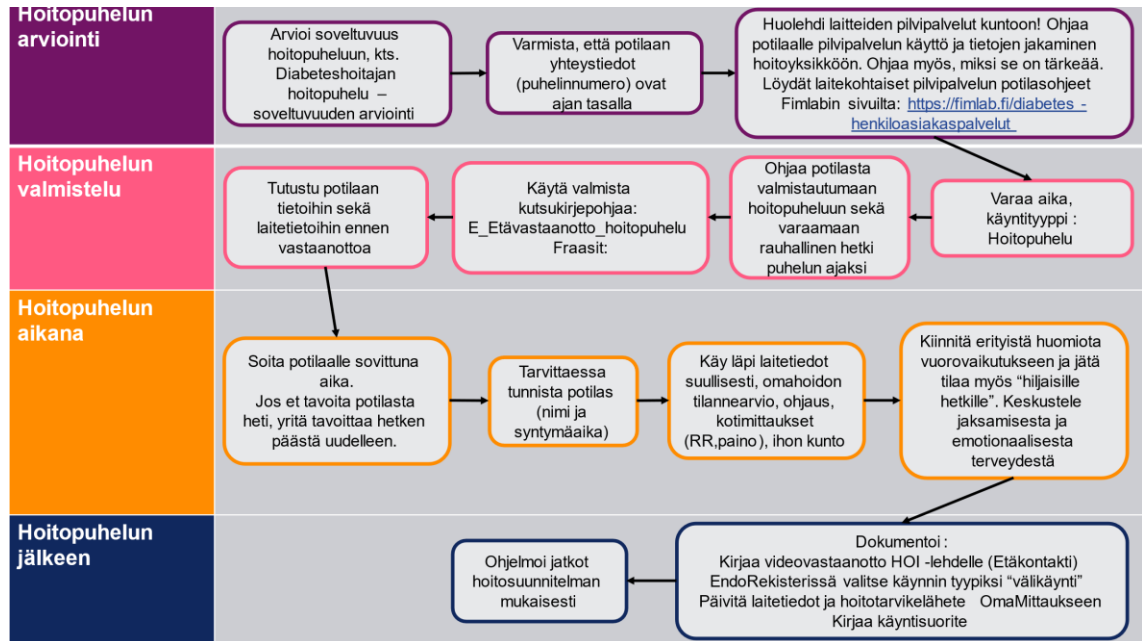 Hoitopuhelun
arviointi
Arvioi soveltuvuus
hoitopuheluun, kts.
Diabeteshoitajan
hoitopuhelu –
soveltuvuuden arviointi
Varmista, että potilaan
yhteystiedot
(puhelinnumero) ovat
ajan tasalla
Huolehdi laitteiden pilvipalvelut kuntoon! Ohjaa
potilaalle pilvipalvelun käyttö ja tietojen jakaminen
hoitoyksikköön. Ohjaa myös, miksi se on tärkeää.
Löydät laitekohtaiset pilvipalvelun potilasohjeet
Fimlabin sivuilta: https://fimlab.fi/diabetes -
henkiloasiakaspalvelut
Hoitopuhelun
valmistelu
Tutustu potilaan
tietoihin sekä
laitetietoihin ennen
vastaanottoa
Käytä valmista
kutsukirjepohjaa:
E_Etävastaanotto_hoitopuhelu
Fraasit:
Ohjaa potilasta
valmistautumaan
hoitopuheluun sekä
varaamaan
rauhallinen hetki
puhelun ajaksi
Varaa aika,
käyntityyppi :
Hoitopuhelu
Hoitopuhelun
aikana
Soita potilaalle sovittuna
aika.
Jos et tavoita potilasta
heti, yritä tavoittaa hetken
päästä uudelleen.
Tarvittaessa
tunnista potilas
(nimi ja
syntymäaika)
Käy läpi laitetiedot
suullisesti, omahoidon
tilannearvio, ohjaus,
kotimittaukset
(RR,paino), ihon kunto
Kiinnitä erityistä huomiota
vuorovaikutukseen ja jätä
tilaa myös “hiljaisille
hetkille”. Keskustele
jaksamisesta ja
emotionaalisesta
terveydestä
Hoitopuhelun
jälkeen
Ohjelmoi jatkot
hoitosuunnitelman
mukaisesti
Dokumentoi :
Kirjaa videovastaanotto HOI -lehdelle (Etäkontakti)
EndoRekisterissä valitse käynnin tyypiksi “välikäynti”
Päivitä laitetiedot ja hoitotarvikelähete OmaMittaukseen
Kirjaa käyntisuorite